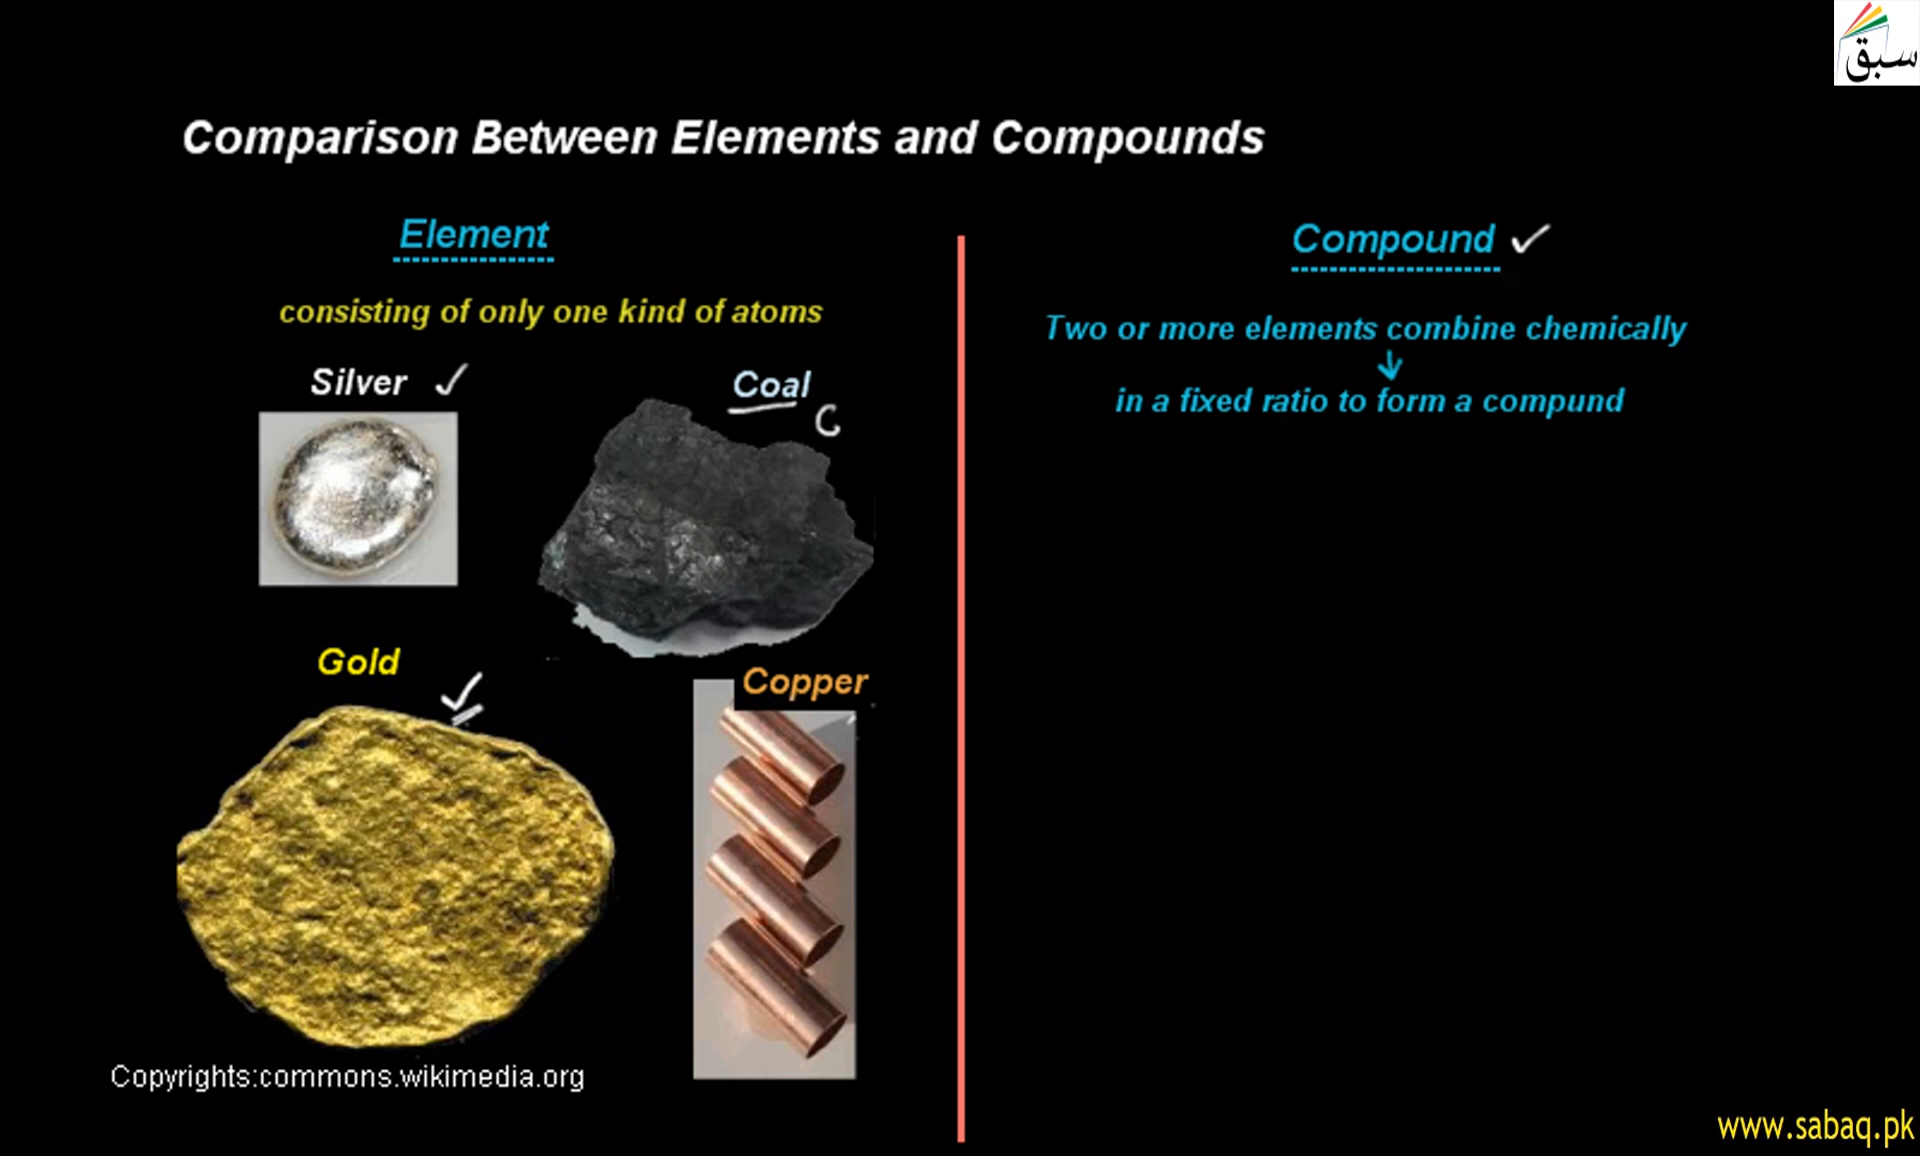 سبق
Comparison Between Elements and Compounds
Element
consisting of only one kind of atoms
Silver
Coal
C
Gold
Copper
Copyrights:commons.wikimedia.org
Compound
Two or more elements combine chemically
in a fixed ratio to form a compund
www.sabaq.pk